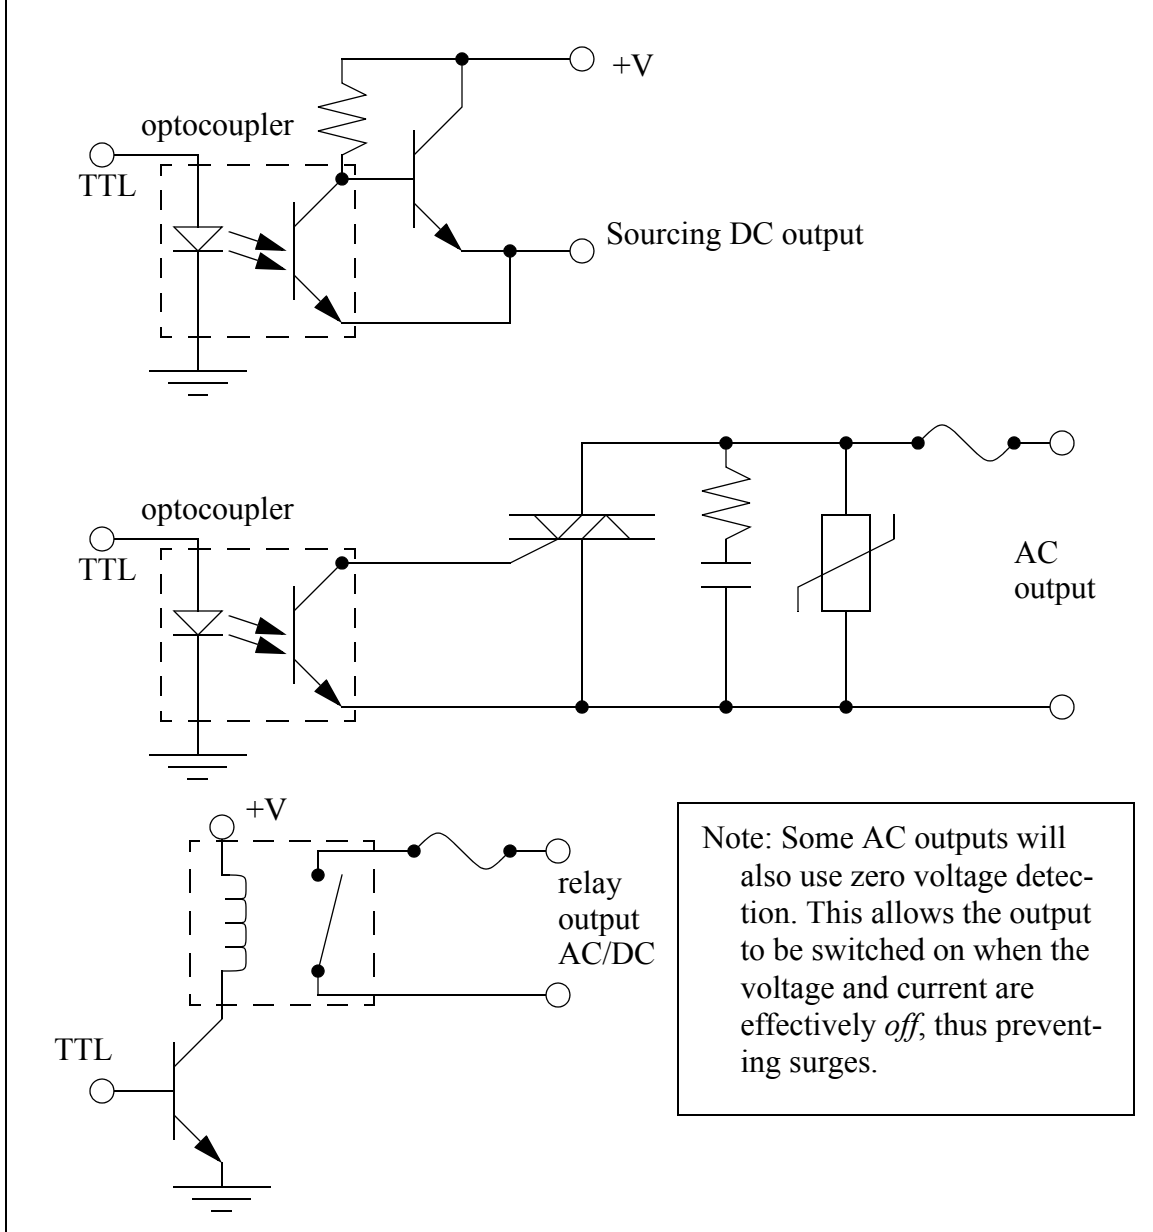 +V
optocoupler
TTL
Sourcing DC output
optocoupler
TTL
AC
output
+V
relay
output
AC/DC
TTL
Note: Some AC outputs will
also use zero voltage detec-
tion. This allows the output
to be switched on when the
voltage and current are
effectively off, thus prevent-
ing surges.